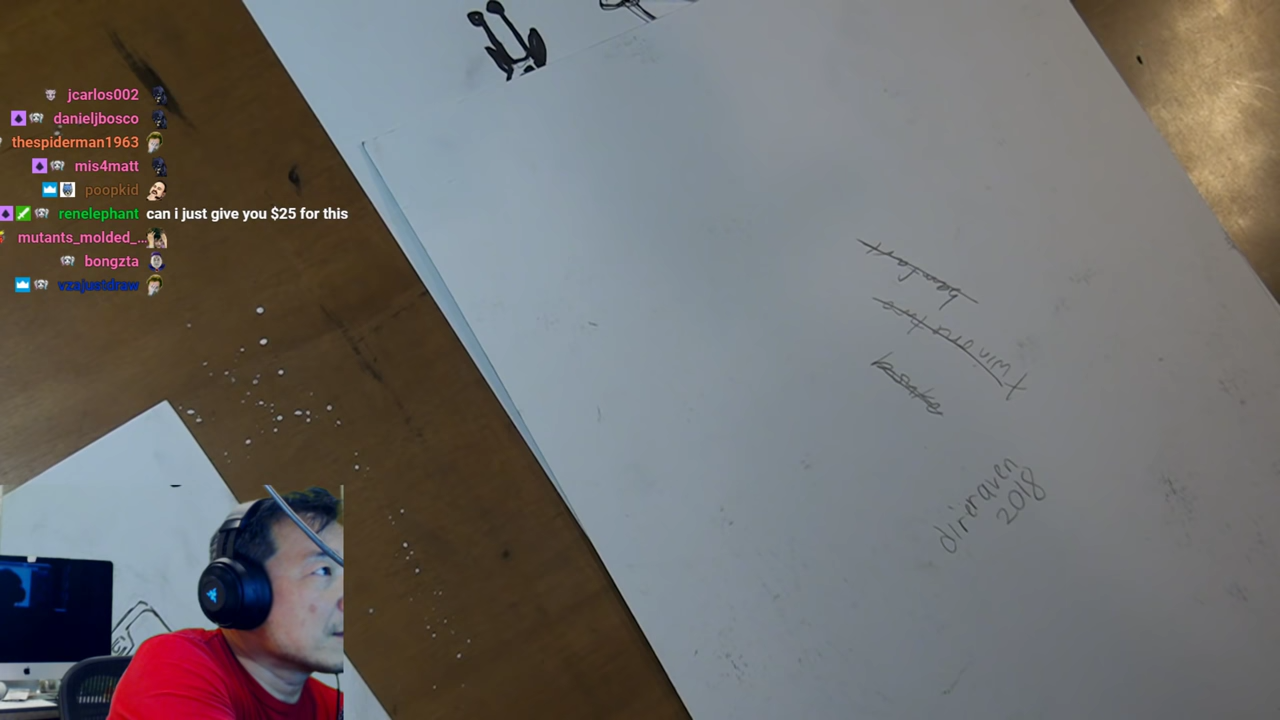 jcarlos002
danieljbosco
thespiderman1963
mis4matt
poopkid
renelephant can i just give you $25 for this
mutants_molded_...
bongzta
vzajustdraw
direraven
2018